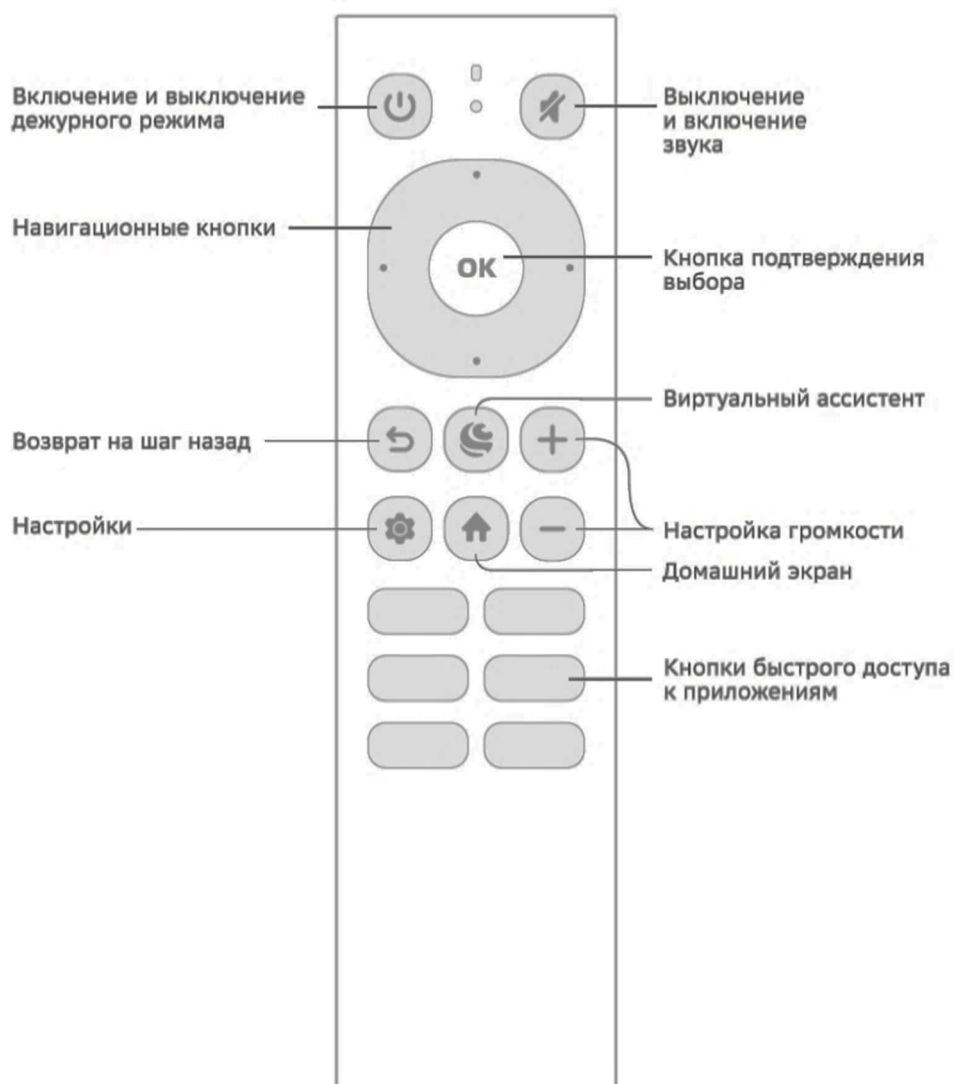 Включение и выключение
дежурного режима
Выключение
и включение
звука
Навигационные кнопки
OK
Кнопка подтверждения
выбора
Виртуальный ассистент
Возврат на шаг назад
Настройки
Настройка громкости
Домашний экран
Кнопки быстрого доступа
к приложениям